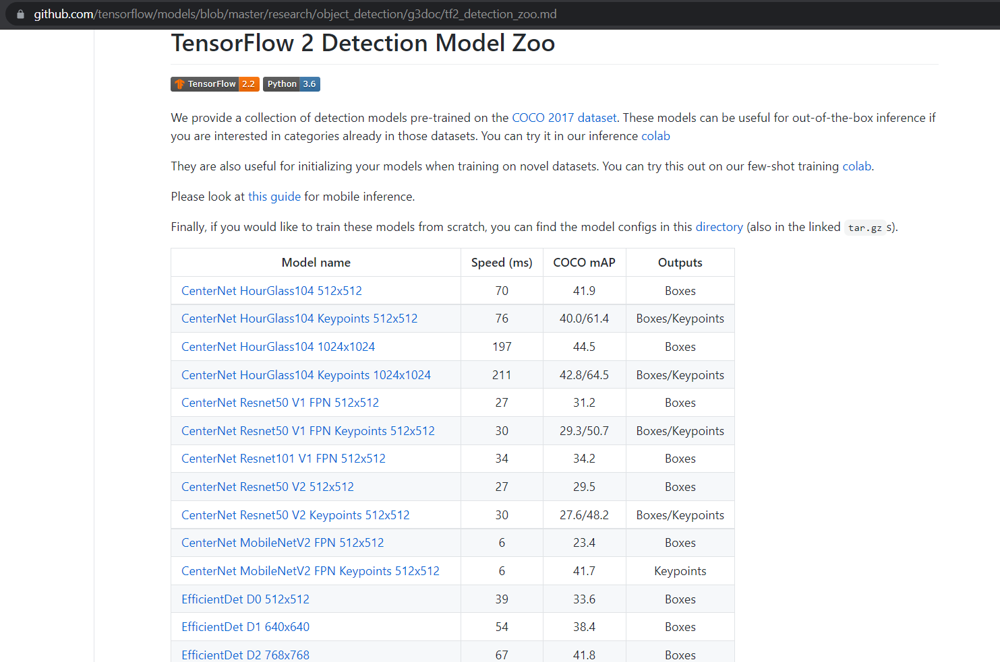 github.com/tensorflow/models/blob/master/research/object_detection/g3doc/tf2_detection_zoo.md
TensorFlow 2 Detection Model Zoo
TensorFlow 2.2 Python 3.6
We provide a collection of detection models pre-trained on the COCO 2017 dataset. These models can be useful for out-of-the-box inference if
you are interested in categories already in those datasets. You can try it in our inference colab
They are also useful for initializing your models when training on novel datasets. You can try this out on our few-shot training colab.
Please look at this guide for mobile inference.
Finally, if you would like to train these models from scratch, you can find the model configs in this directory (also in the linked tar.gz s).
Model name Speed (ms) COCO mAP Outputs
CenterNet HourGlass104 512x512 70 41.9 Boxes
CenterNet HourGlass104 Keypoints 512x512 76 40.0/61.4 Boxes/Keypoints
CenterNet HourGlass104 1024x1024 197 44.5 Boxes
CenterNet HourGlass104 Keypoints 1024x1024 211 42.8/64.5 Boxes/Keypoints
CenterNet Resnet50 V1 FPN 512x512 27 31.2 Boxes
CenterNet Resnet50 V1 FPN Keypoints 512x512 30 29.3/50.7 Boxes/Keypoints
CenterNet Resnet101 V1 FPN 512x512 34 34.2 Boxes
CenterNet Resnet50 V2 512x512 27 29.5 Boxes
CenterNet Resnet50 V2 Keypoints 512x512 30 27.6/48.2 Boxes/Keypoints
CenterNet MobileNetV2 FPN 512x512 6 23.4 Boxes
CenterNet MobileNetV2 FPN Keypoints 512x512 6 41.7 Keypoints
EfficientDet D0 512x512 39 33.6 Boxes
EfficientDet D1 640x640 54 38.4 Boxes
EfficientDet D2 768x768 67 41.8 Boxes